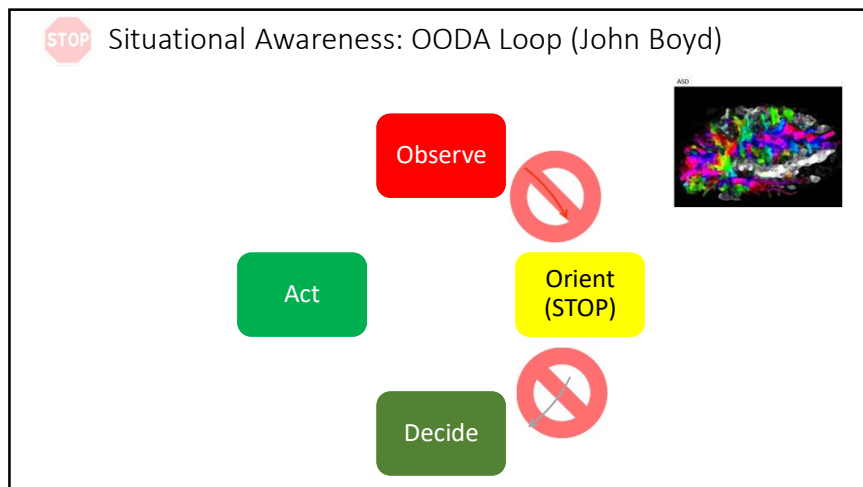 STOP
Situational Awareness: OODA Loop (John Boyd)
ASD
Observe
Act
Orient
(STOP)
Decide